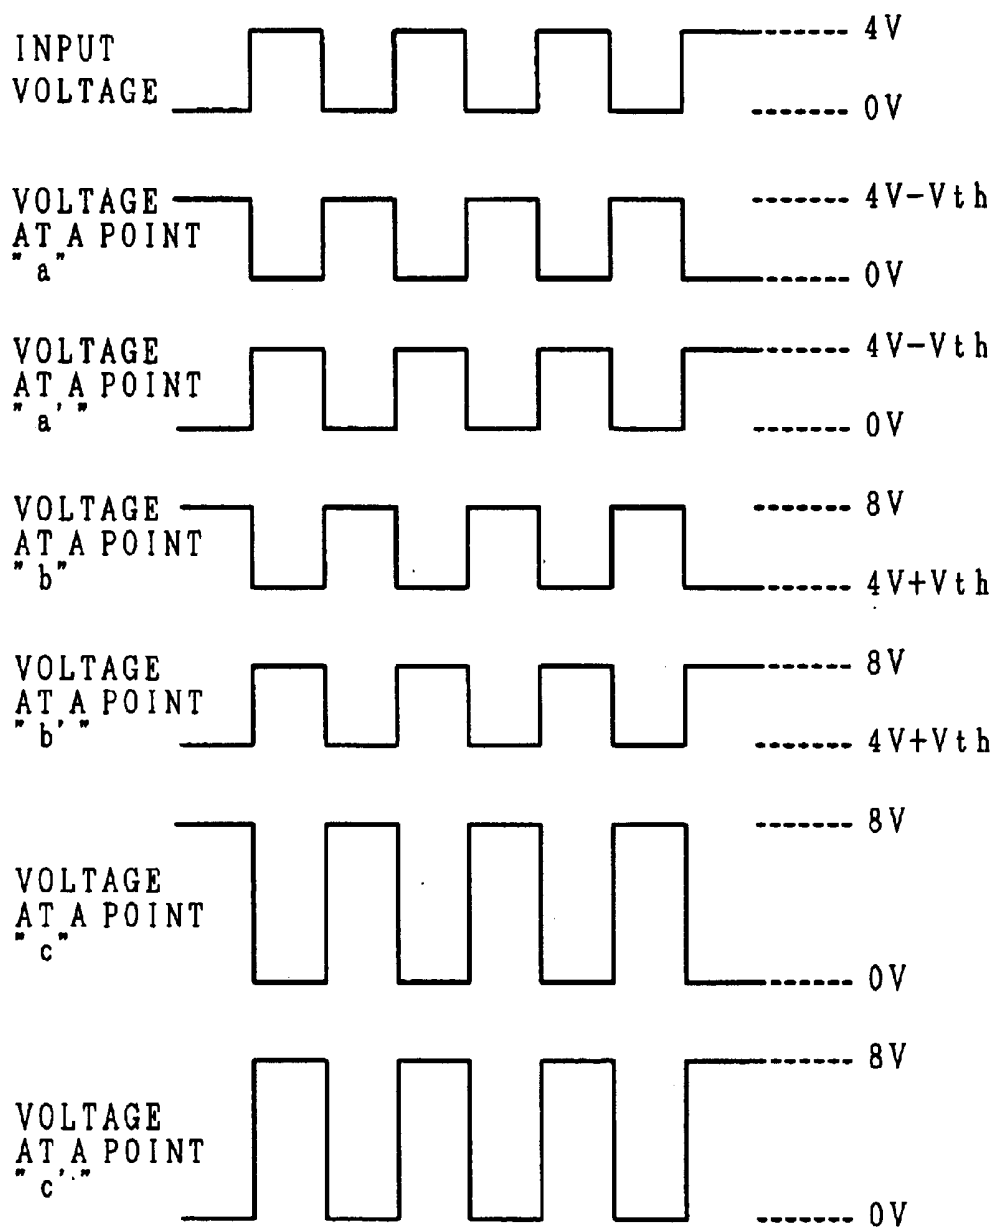 INPUT
VOLTAGE
4V
0V
VOLTAGE
AT A POINT
"a"
4V-Vth
0V
VOLTAGE
AT A POINT
"a'"
4V-Vth
0V
VOLTAGE
AT A POINT
"b"
8V
4V+Vth
VOLTAGE
AT A POINT
"b'"
8V
4V+Vth
VOLTAGE
AT A POINT
"c"
8V
0V
VOLTAGE
AT A POINT
"c'"
8V
0V